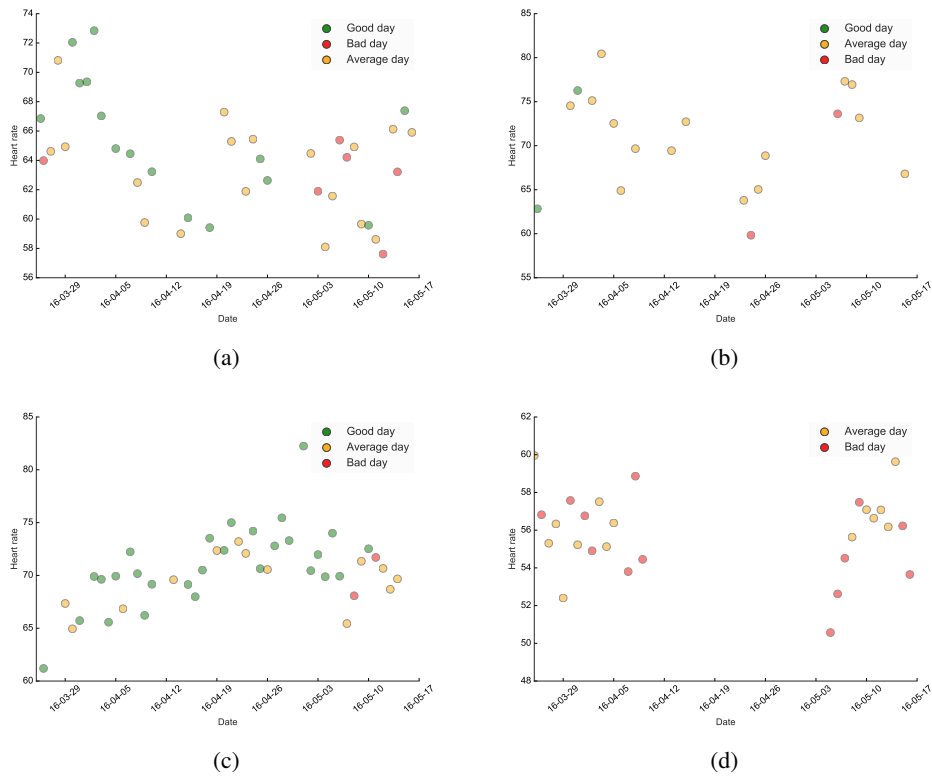 74
72
70
68
66
64
62
60
58
56
Heart rate
Good day
Bad day
Average day
16-03-29
16-04-05
16-04-12
16-04-19
16-04-26
16-05-03
16-05-10
16-05-17
Date
(a)
85
80
75
70
65
60
55
Heart rate
Good day
Average day
Bad day
16-03-29
16-04-05
16-04-12
16-04-19
16-04-26
16-05-03
16-05-10
16-05-17
Date
(b)
85
80
75
70
65
60
Heart rate
Good day
Average day
Bad day
16-03-29
16-04-05
16-04-12
16-04-19
16-04-26
16-05-03
16-05-10
16-05-17
Date
(c)
62
60
58
56
54
52
50
48
Heart rate
Average day
Bad day
16-03-29
16-04-05
16-04-12
16-04-19
16-04-26
16-05-03
16-05-10
16-05-17
Date
(d)